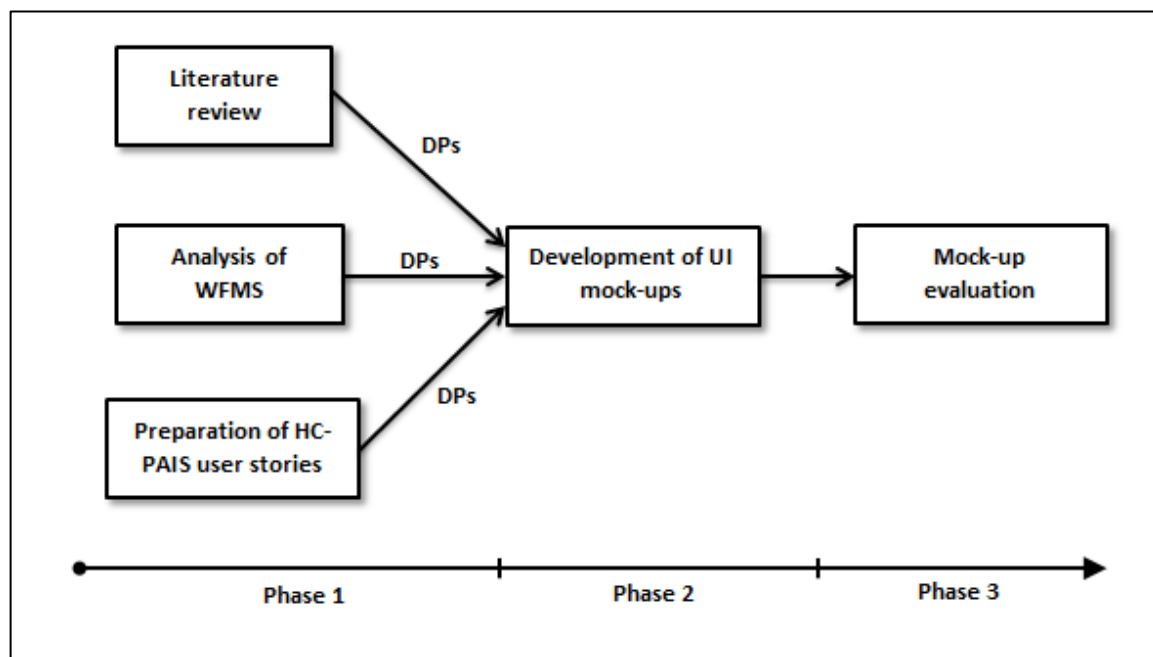 Literature
review
DPs
Analysis of
WFMS
DPs
Development of UI
mock-ups
Mock-up
evaluation
Preparation of HC-
PAIS user stories
DPs
Phase 1
Phase 2
Phase 3